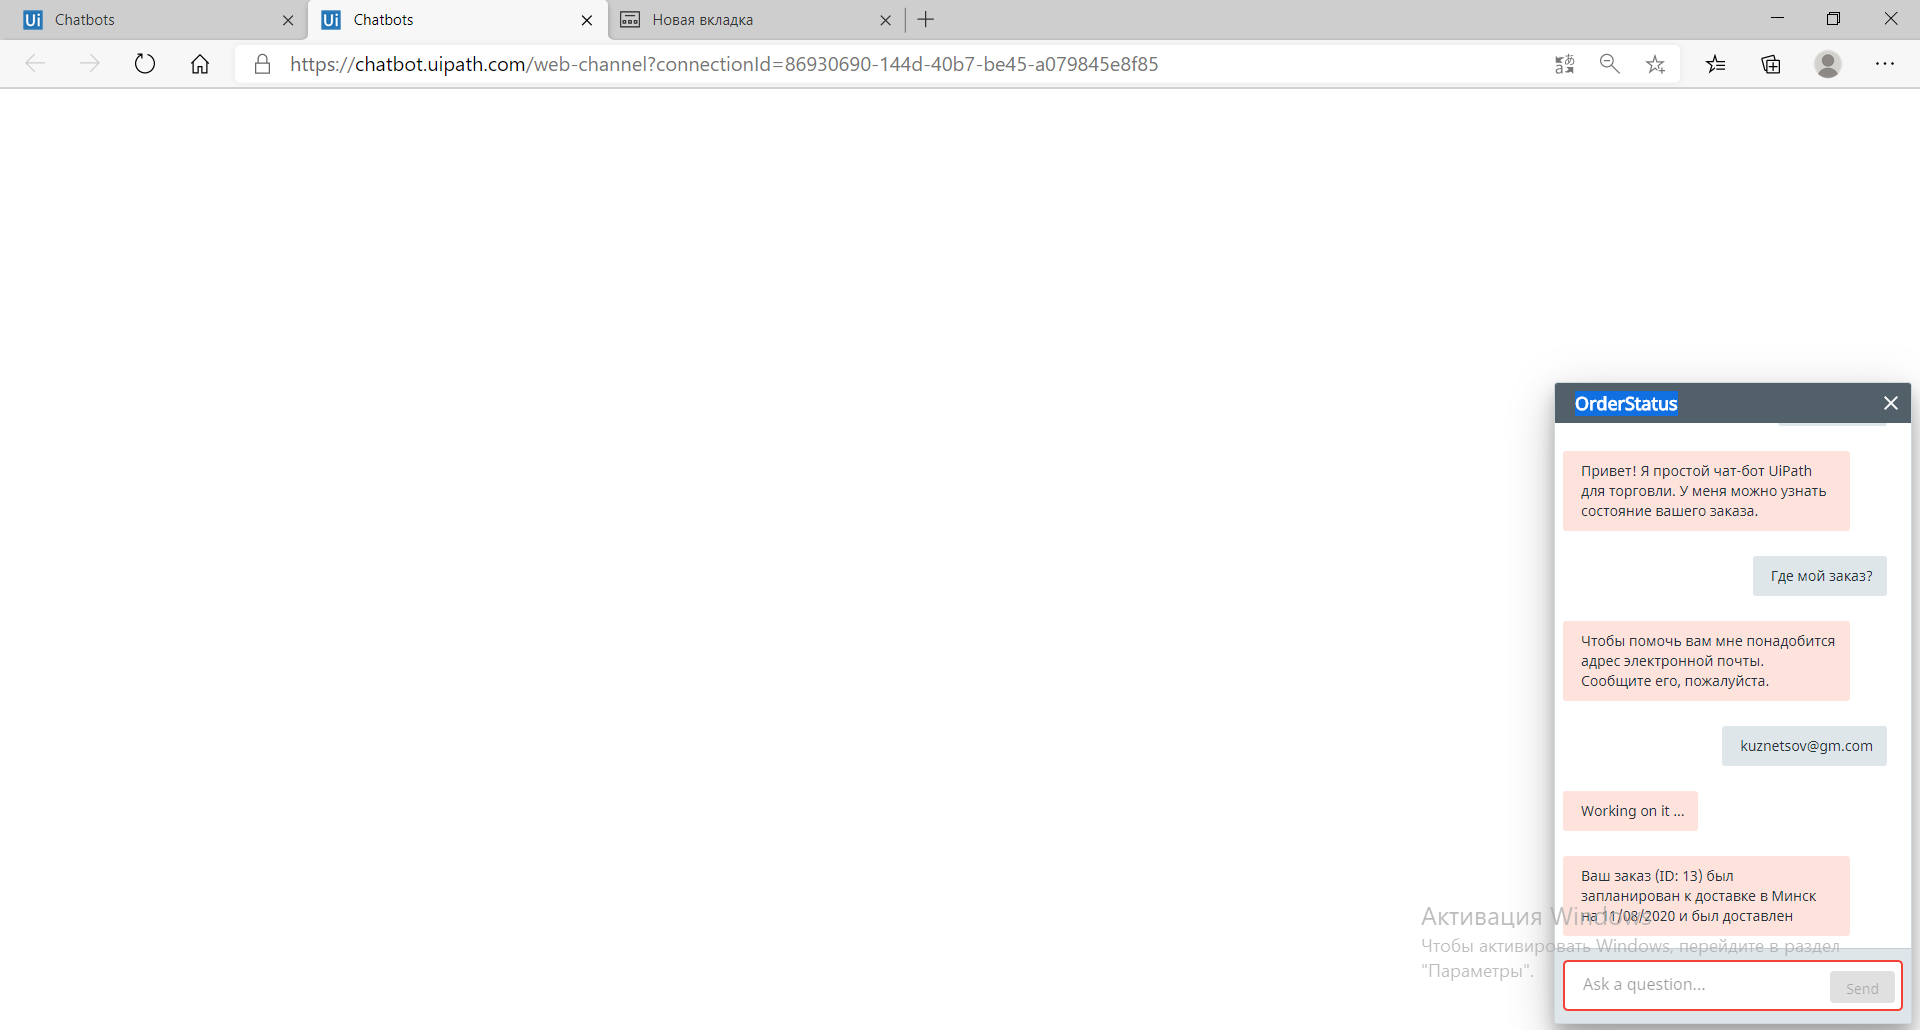 Ui Chatbots
Ui Chatbots
Новая вкладка
https://chatbot.uipath.com/web-channel?connectionId=86930690-144d-40b7-be45-a079845e8f85
OrderStatus
Привет! Я простой чат-бот UiPath
для торговли. У меня можно узнать
состояние вашего заказа.
Где мой заказ?
Чтобы помочь вам мне понадобится
адрес электронной почты.
Сообщите его, пожалуйста.
kuznetsov@gm.com
Working on it ...
Ваш заказ (ID: 13) был
запланирован к доставке в Минск
на 11/08/2020 и был доставлен
Активация Windows
Чтобы активировать Windows, перейдите в раздел
"Параметры".
Ask a question...
Send